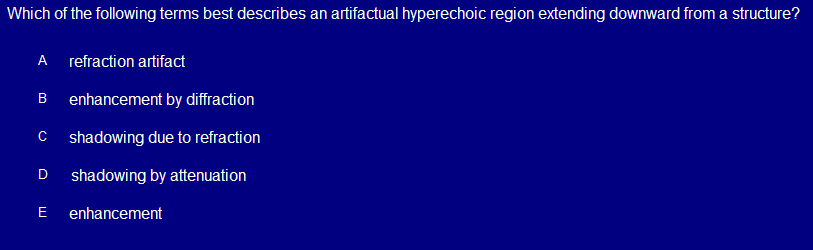 Which of the following terms best describes an artifactual hyperechoic region extending downward from a structure?
A refraction artifact
B enhancement by diffraction
C shadowing due to refraction
D shadowing by attenuation
E enhancement